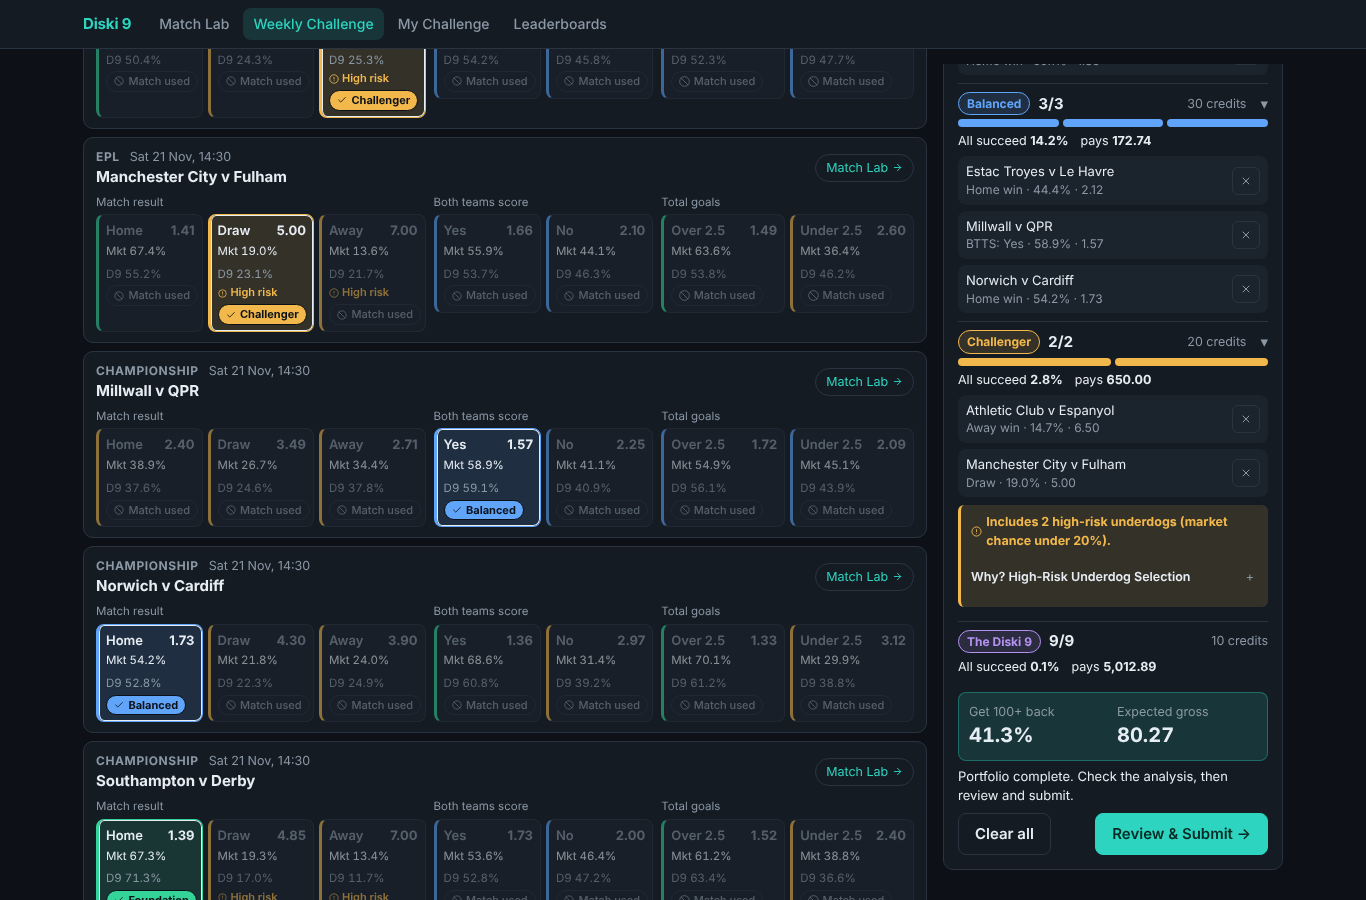 Diski 9 Match Lab Weekly Challenge My Challenge Leaderboards
D9 50.4% D9 24.3% D9 25.3% D9 54.2% D9 45.8% D9 52.3% D9 47.7%
Match used Match used High risk Match used Match used Match used Match used
Challenger
EPL Sat 21 Nov, 14:30
Manchester City v Fulham
Match Lab →
Match result Both teams score Total goals
Home 1.41 Draw 5.00 Away 7.00 Yes 1.66 No 2.10 Over 2.5 1.49 Under 2.5 2.60
Mkt 67.4% Mkt 19.0% Mkt 13.6% Mkt 55.9% Mkt 44.1% Mkt 63.6% Mkt 36.4%
D9 55.2% D9 23.1% D9 21.7% D9 53.7% D9 46.3% D9 53.8% D9 46.2%
Match used High risk High risk Match used Match used Match used Match used
Challenger Match used
CHAMPIONSHIP Sat 21 Nov, 14:30
Millwall v QPR
Match Lab →
Match result Both teams score Total goals
Home 2.40 Draw 3.49 Away 2.71 Yes 1.57 No 2.25 Over 2.5 1.72 Under 2.5 2.09
Mkt 38.9% Mkt 26.7% Mkt 34.4% Mkt 58.9% Mkt 41.1% Mkt 54.9% Mkt 45.1%
D9 37.6% D9 24.6% D9 37.8% D9 59.1% D9 40.9% D9 56.1% D9 43.9%
Match used Match used Match used Balanced Match used Match used Match used
CHAMPIONSHIP Sat 21 Nov, 14:30
Norwich v Cardiff
Match Lab →
Match result Both teams score Total goals
Home 1.73 Draw 4.30 Away 3.90 Yes 1.36 No 2.97 Over 2.5 1.33 Under 2.5 3.12
Mkt 54.2% Mkt 21.8% Mkt 24.0% Mkt 68.6% Mkt 31.4% Mkt 70.1% Mkt 29.9%
D9 52.8% D9 22.3% D9 24.9% D9 60.8% D9 39.2% D9 61.2% D9 38.8%
Balanced Match used Match used Match used Match used Match used Match used
CHAMPIONSHIP Sat 21 Nov, 14:30
Southampton v Derby
Match Lab →
Match result Both teams score Total goals
Home 1.39 Draw 4.85 Away 7.00 Yes 1.73 No 2.00 Over 2.5 1.52 Under 2.5 2.40
Mkt 67.3% Mkt 19.3% Mkt 13.4% Mkt 53.6% Mkt 46.4% Mkt 61.2% Mkt 38.8%
D9 71.3% D9 17.0% D9 11.7% D9 52.8% D9 47.2% D9 63.4% D9 36.6%
Foundation High risk High risk Match used Match used Match used Match used
Balanced 3/3 30 credits ▼
All succeed 14.2% pays 172.74
Estac Troyes v Le Havre
Home win · 44.4% · 2.12
Millwall v QPR
BTTS: Yes · 58.9% · 1.57
Norwich v Cardiff
Home win · 54.2% · 1.73
Challenger 2/2 20 credits ▼
All succeed 2.8% pays 650.00
Athletic Club v Espanyol
Away win · 14.7% · 6.50
Manchester City v Fulham
Draw · 19.0% · 5.00
Includes 2 high-risk underdogs (market
chance under 20%).
Why? High-Risk Underdog Selection +
The Diski 9 9/9 10 credits
All succeed 0.1% pays 5,012.89
Get 100+ back Expected gross
41.3% 80.27
Portfolio complete. Check the analysis, then
review and submit.
Clear all Review & Submit →